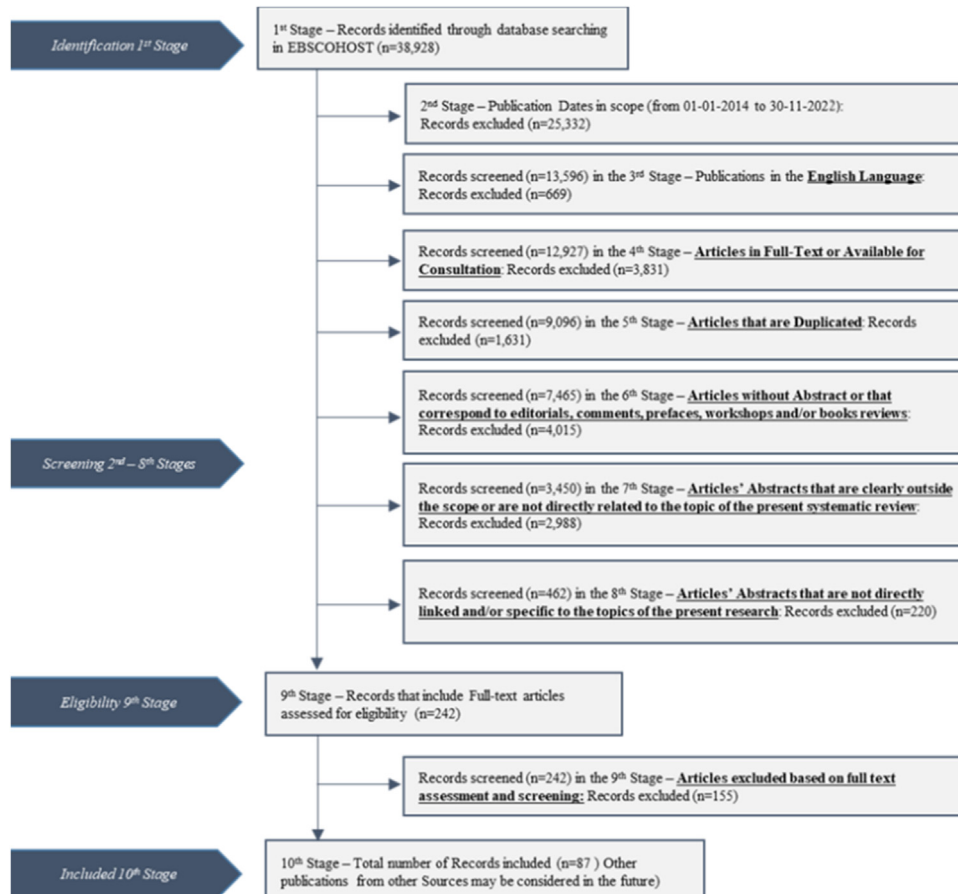 Identification 1st Stage
1st Stage – Records identified through database searching
in EBSCOHOST (n=38,928)
2nd Stage – Publication Dates in scope (from 01-01-2014 to 30-11-2022):
Records excluded (n=25,332)
Records screened (n=13,596) in the 3rd Stage – Publications in the English Language:
Records excluded (n=669)
Records screened (n=12,927) in the 4th Stage – Articles in Full-Text or Available for
Consultation: Records excluded (n=3,831)
Records screened (n=9,096) in the 5th Stage – Articles that are Duplicated: Records
excluded (n=1,631)
Records screened (n=7,465) in the 6th Stage – Articles without Abstract or that
correspond to editorials, comments, prefaces, workshops and/or books reviews:
Records excluded (n=4,015)
Screening 2nd – 8th Stages
Records screened (n=3,450) in the 7th Stage – Articles' Abstracts that are clearly outside
the scope or are not directly related to the topic of the present systematic review:
Records excluded (n=2,988)
Records screened (n=462) in the 8th Stage – Articles' Abstracts that are not directly
linked and/or specific to the topics of the present research: Records excluded (n=220)
Eligibility 9th Stage
9th Stage – Records that include Full-text articles
assessed for eligibility (n=242)
Records screened (n=242) in the 9th Stage – Articles excluded based on full text
assessment and screening: Records excluded (n=155)
Included 10th Stage
10th Stage – Total number of Records included (n=87 ) Other
publications from other Sources may be considered in the future)